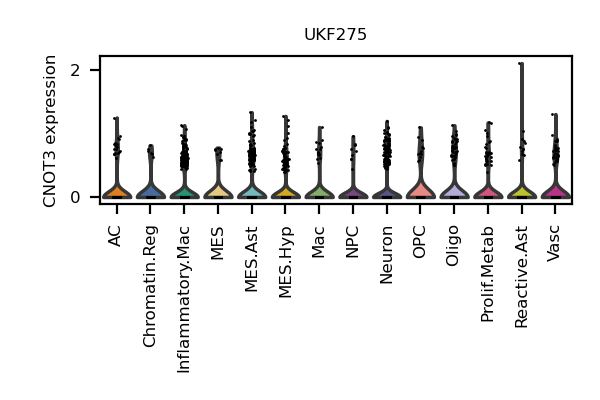 UKF275
CNOT3 expression
2
0
AC
Chromatin.Reg
Inflammatory.Mac
MES
MES.Ast
MES.Hyp
Mac
NPC
Neuron
OPC
Oligo
Prolif.Metab
Reactive.Ast
Vasc